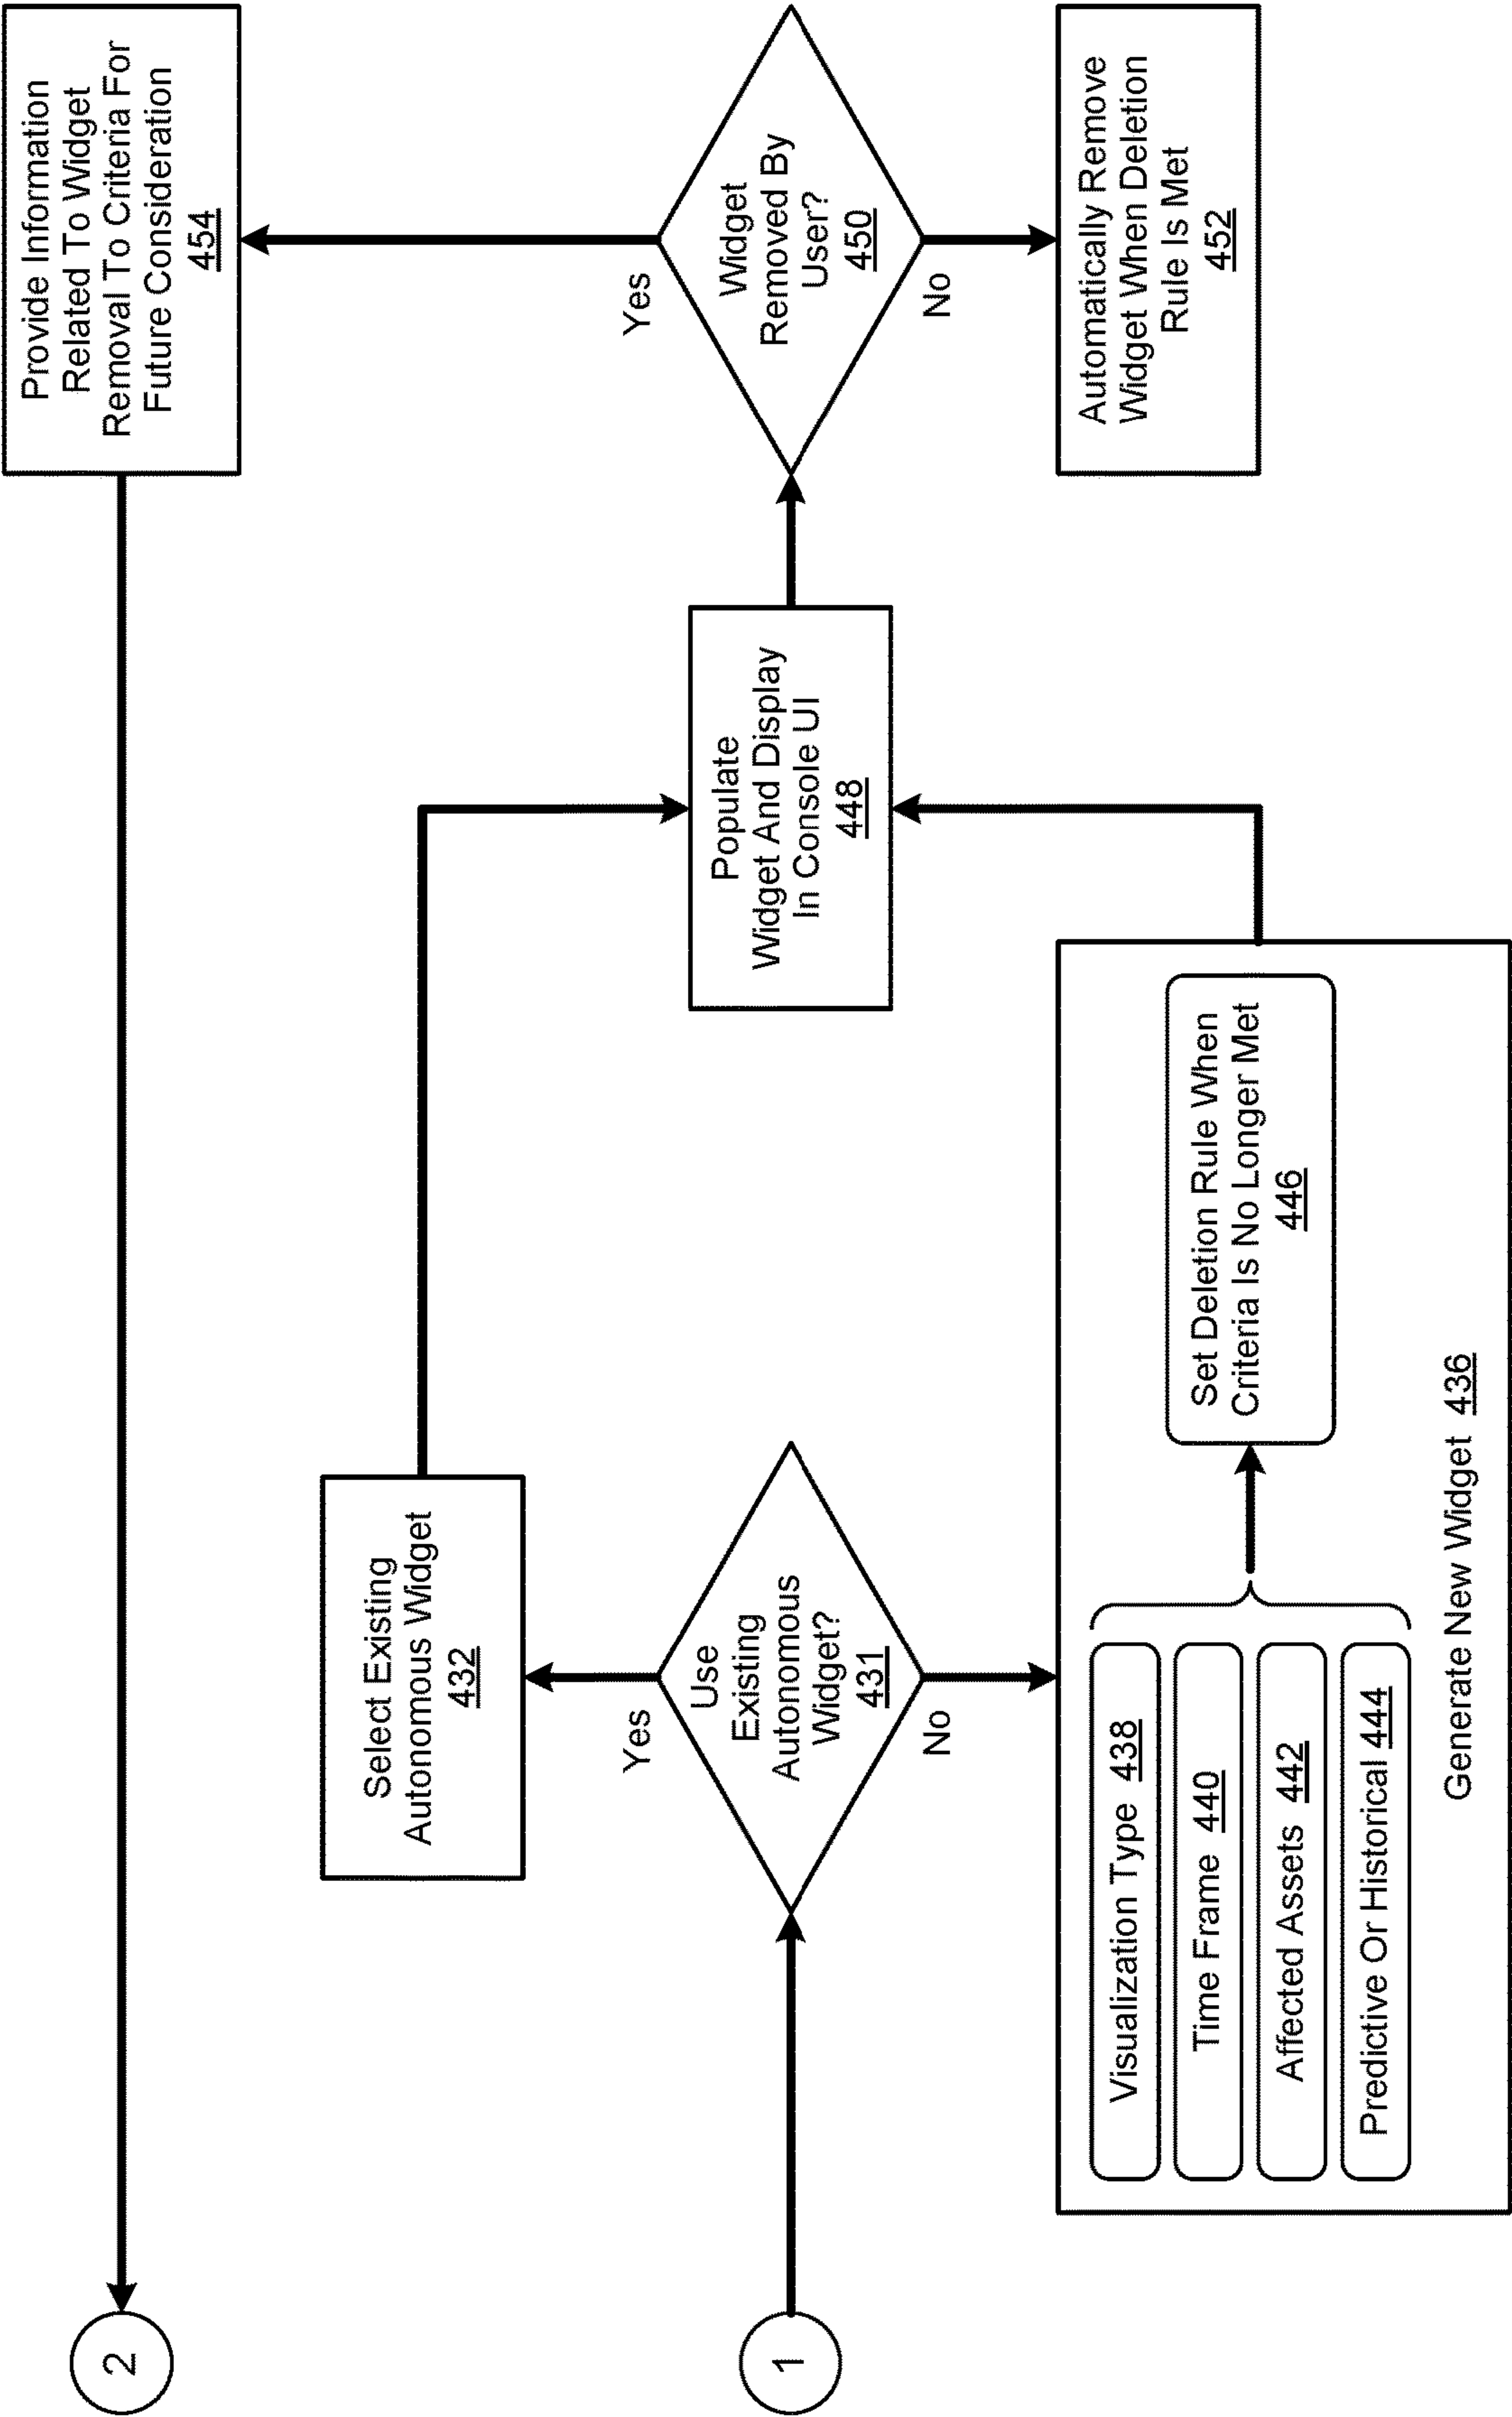 2
1
Select Existing
Autonomous Widget
432
Yes
Use
Existing
Autonomous
Widget?
431
No
Visualization Type 438
Time Frame 440
Affected Assets 442
Predictive Or Historical 444
Set Deletion Rule When
Criteria Is No Longer Met
446
Generate New Widget 436
Populate
Widget And Display
In Console UI
448
Provide Information
Related To Widget
Removal To Criteria For
Future Consideration
454
Yes
Widget
Removed By
User?
450
No
Automatically Remove
Widget When Deletion
Rule Is Met
452